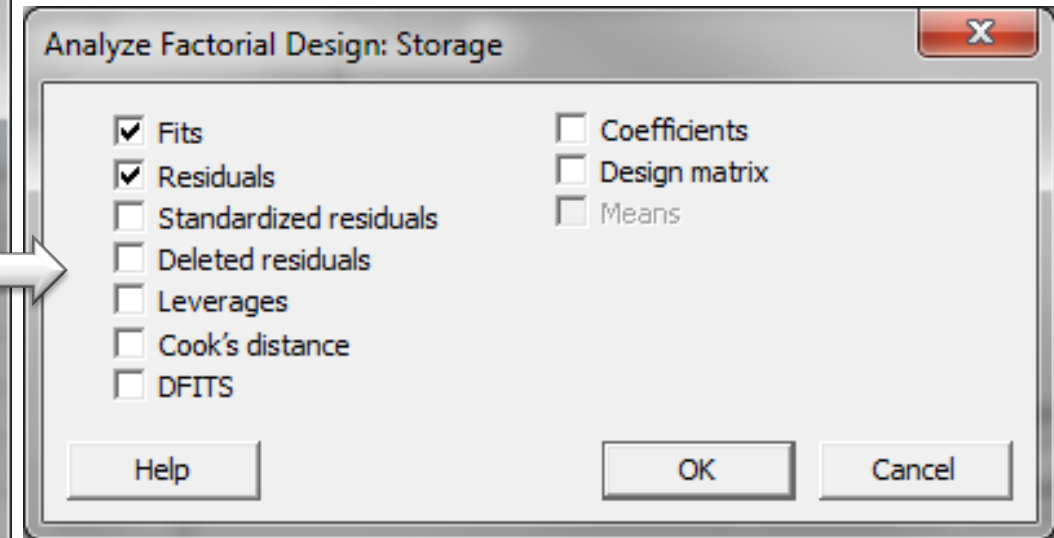 Analyze Factorial Design: Storage
Fits
Residuals
Standardized residuals
Deleted residuals
Leverages
Cook's distance
DFITS
Coefficients
Design matrix
Means
Help
OK
Cancel